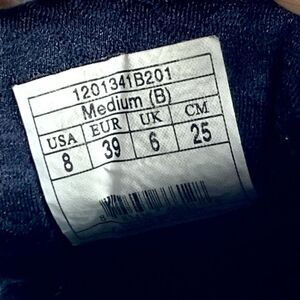 1201341B201
Medium (B)
USA EUR UK CM
8 39 6 25